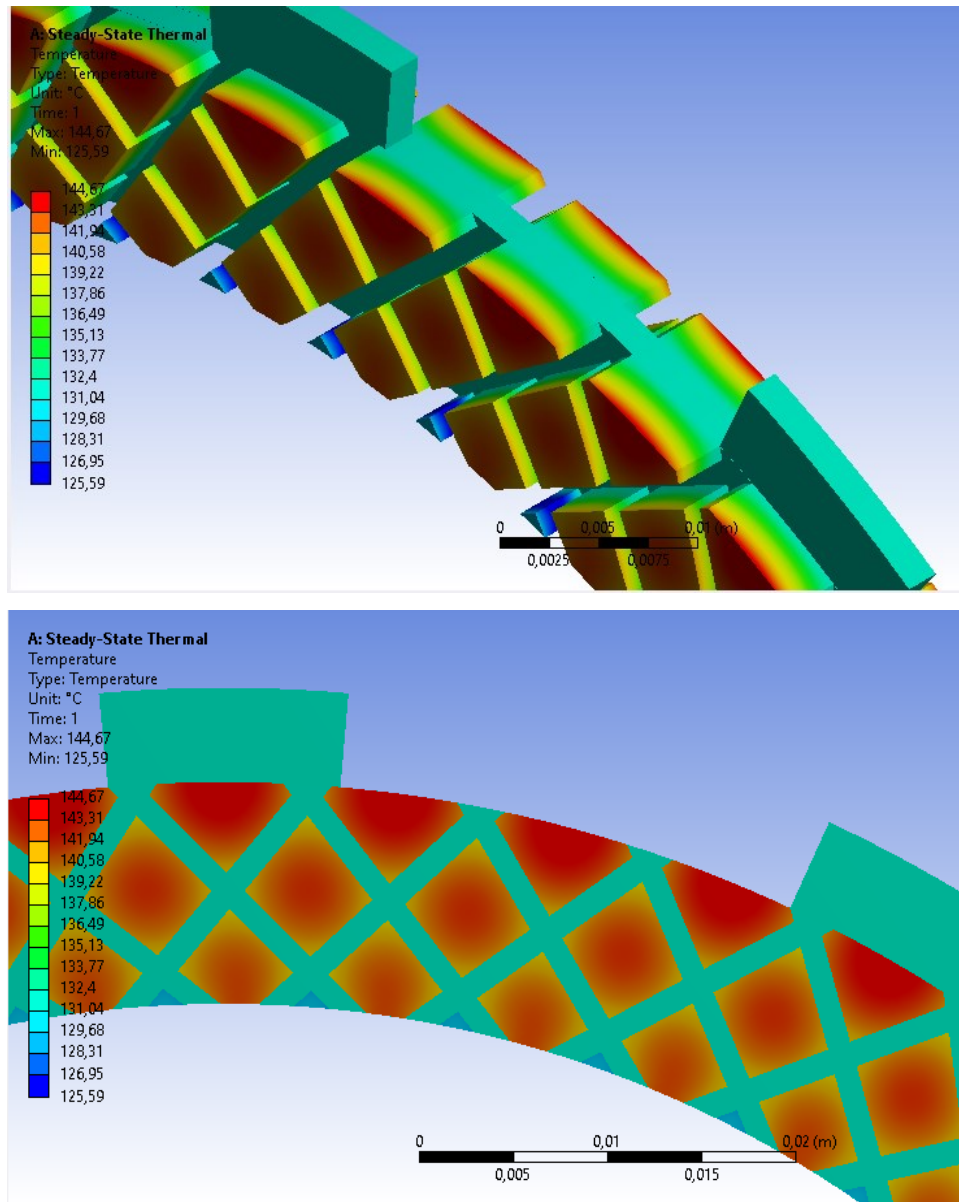 A: Steady-State Thermal
Temperature
Type: Temperature
Unit: °C
Time: 1
Max: 144,67
Min: 125,59
144,67
143,31
141,94
140,58
139,22
137,86
136,49
135,13
133,77
132,4
131,04
129,68
128,31
126,95
125,59
0 0,005 0,01 (m)
0,0025 0,0075
A: Steady-State Thermal
Temperature
Type: Temperature
Unit: °C
Time: 1
Max: 144,67
Min: 125,59
144,67
143,31
141,94
140,58
139,22
137,86
136,49
135,13
133,77
132,4
131,04
129,68
128,31
126,95
125,59
0 0,01 0,02 (m)
0,005 0,015